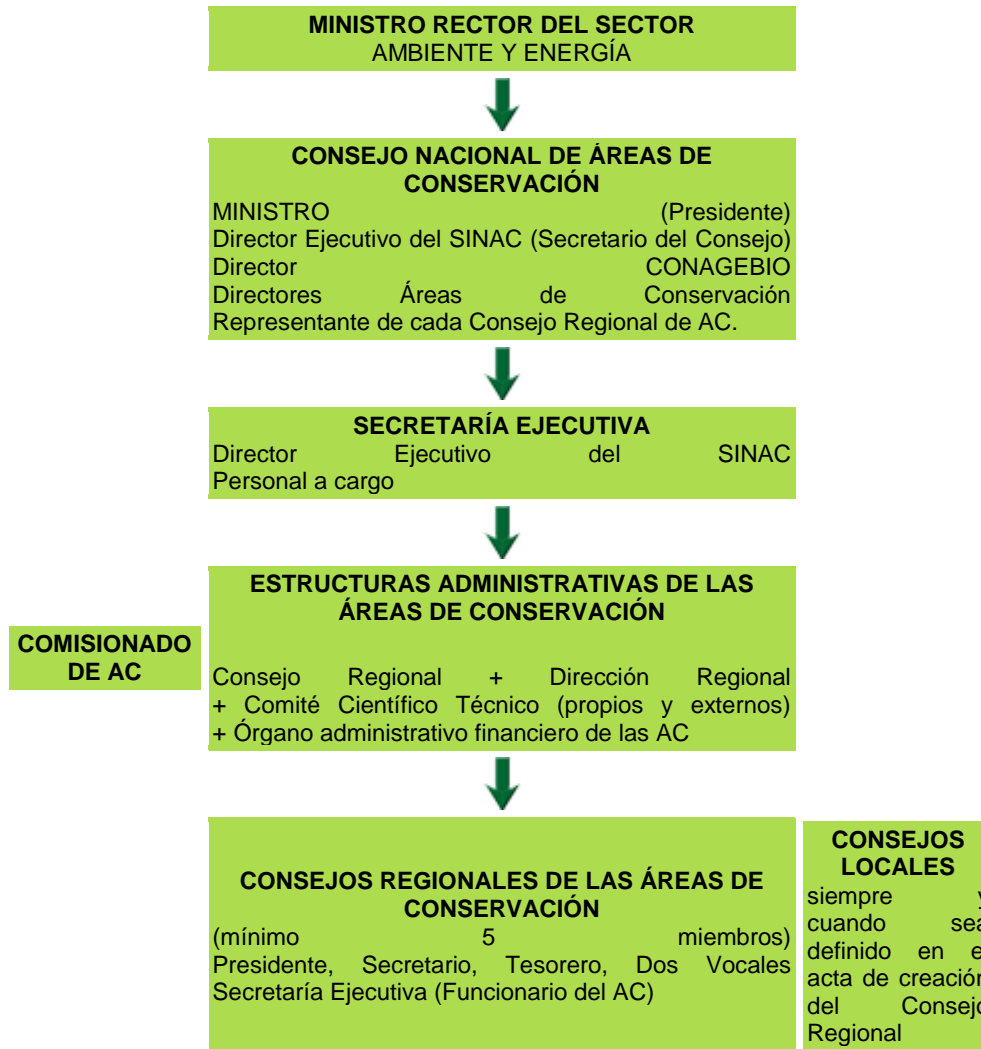 MINISTRO RECTOR DEL SECTOR
AMBIENTE Y ENERGÍA
CONSEJO NACIONAL DE ÁREAS DE
CONSERVACIÓN
MINISTRO (Presidente)
Director Ejecutivo del SINAC (Secretario del Consejo)
Director CONAGEBIO
Directores Áreas de Conservación
Representante de cada Consejo Regional de AC.
SECRETARÍA EJECUTIVA
Director Ejecutivo del SINAC
Personal a cargo
ESTRUCTURAS ADMINISTRATIVAS DE LAS
ÁREAS DE CONSERVACIÓN
COMISIONADO
DE AC
Consejo Regional + Dirección Regional
+ Comité Científico Técnico (propios y externos)
+ Órgano administrativo financiero de las AC
CONSEJOS REGIONALES DE LAS ÁREAS DE
CONSERVACIÓN
(mínimo 5 miembros)
Presidente, Secretario, Tesorero, Dos Vocales
Secretaría Ejecutiva (Funcionario del AC)
CONSEJOS
LOCALES
siempre y
cuando sea
definido en el
acta de creación
del Consejo
Regional